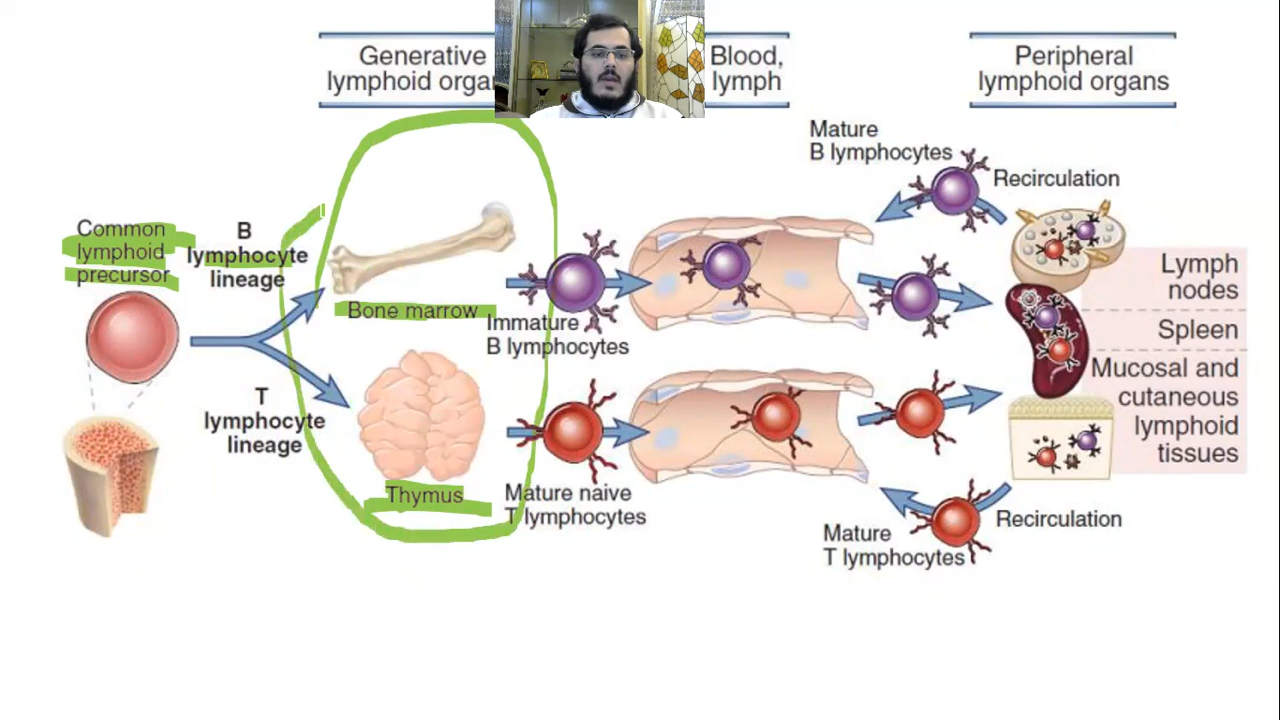 Generative
lymphoid orga
Blood,
lymph
Peripheral
lymphoid organs
Mature
B lymphocytes
Recirculation
Common
lymphoid
precursor
B
lymphocyte
lineage
Bone marrow
Immature
B lymphocytes
Lymph
nodes
Spleen
Mucosal and
cutaneous
lymphoid
tissues
T
lymphocyte
lineage
Thymus
Mature naive
T lymphocytes
Mature
T lymphocytes
Recirculation